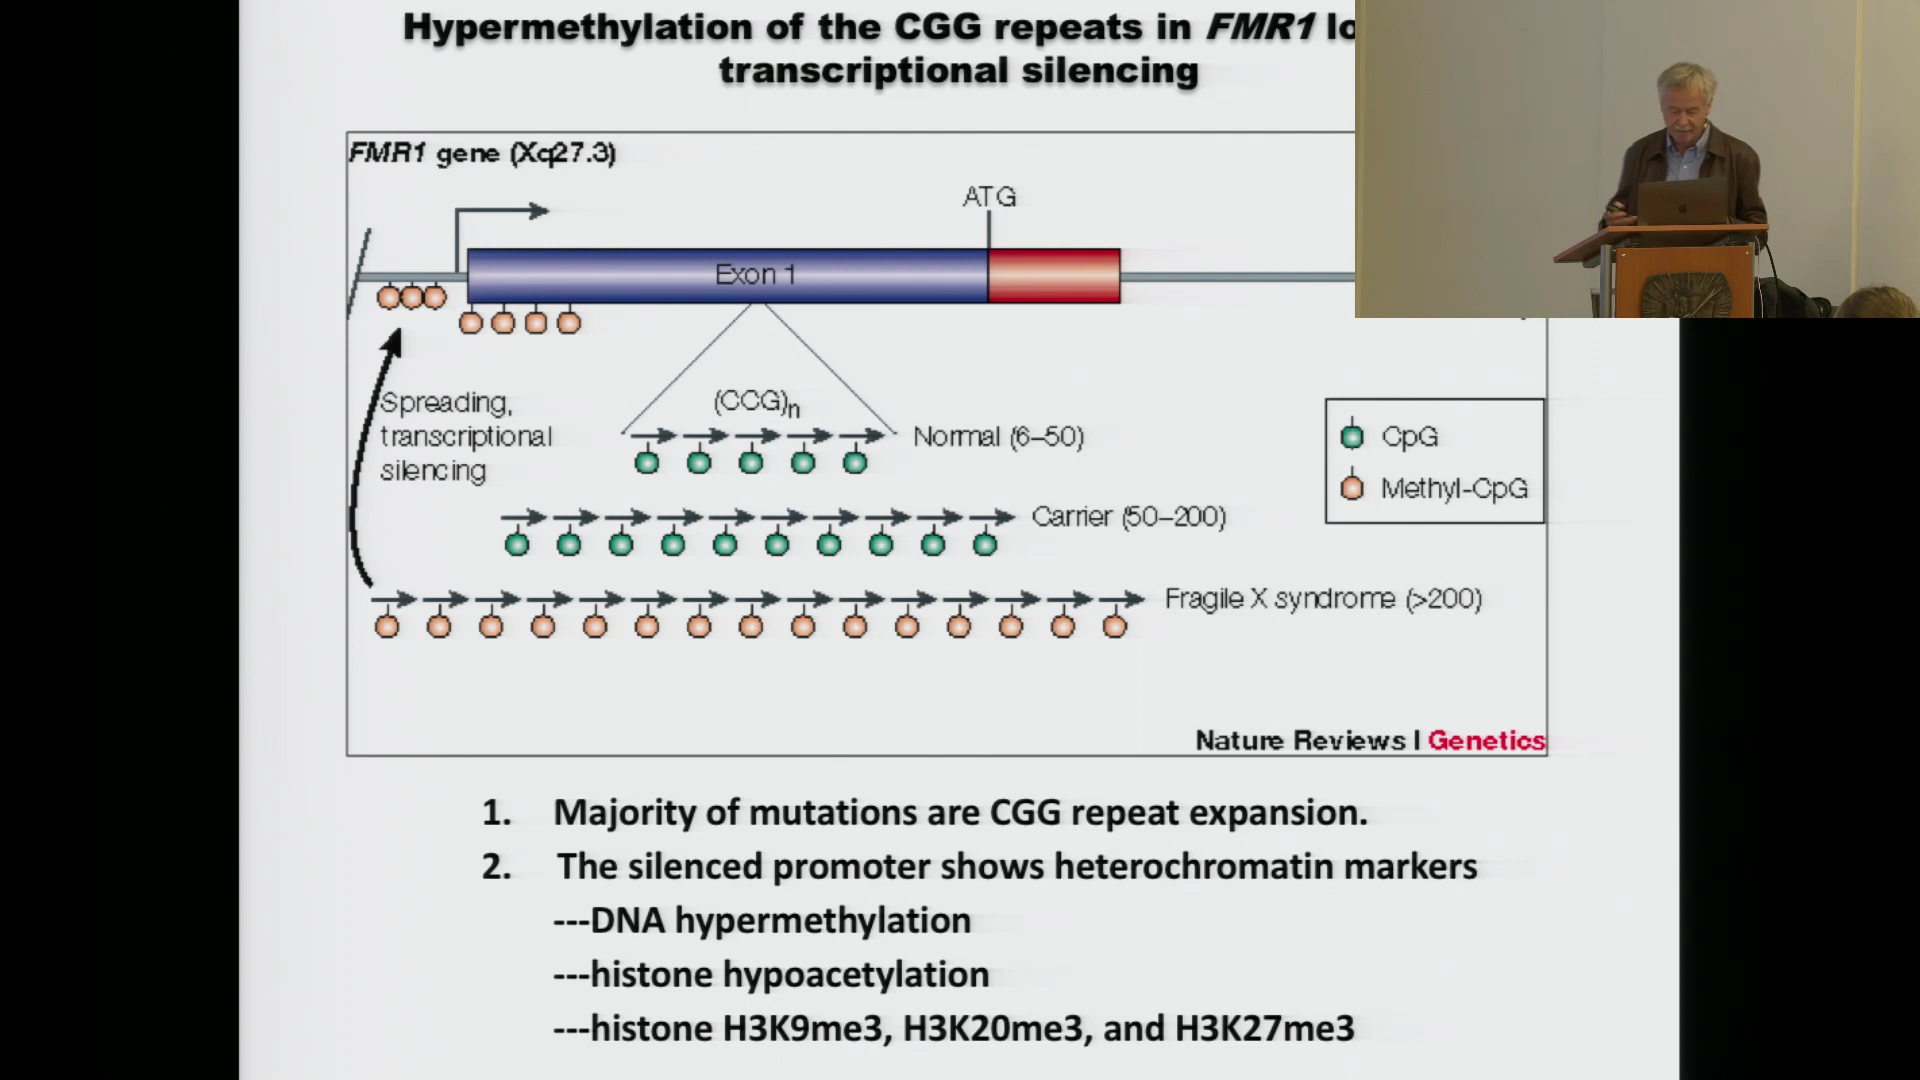 Hypermethylation of the CGG repeats in FMR1
transcriptional silencing
FMR1 gene (Xq27.3)
ATG
Exon 1
Spreading,
transcriptional
silencing
(CCG)n
Normal (6–50)
Carrier (50–200)
Fragile X syndrome (>200)
CpG
Methyl-CpG
Nature Reviews | Genetics
1. Majority of mutations are CGG repeat expansion.
2. The silenced promoter shows heterochromatin markers
---DNA hypermethylation
---histone hypoacetylation
---histone H3K9me3, H3K20me3, and H3K27me3